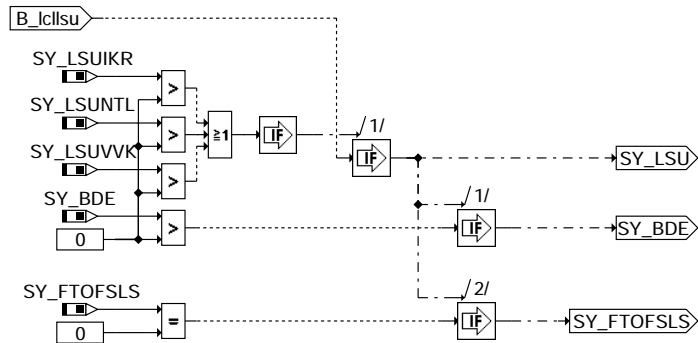 B_lcllsu
SY_LSUIKR
>
SY_LSUNTL
>
≥1
IF
/1/
IF
SY_LSU
SY_LSUVVK
>
SY_BDE
0
>
/1/
IF
SY_BDE
SY_FTOFSLS
0
=
/2/
IF
SY_FTOFSLS